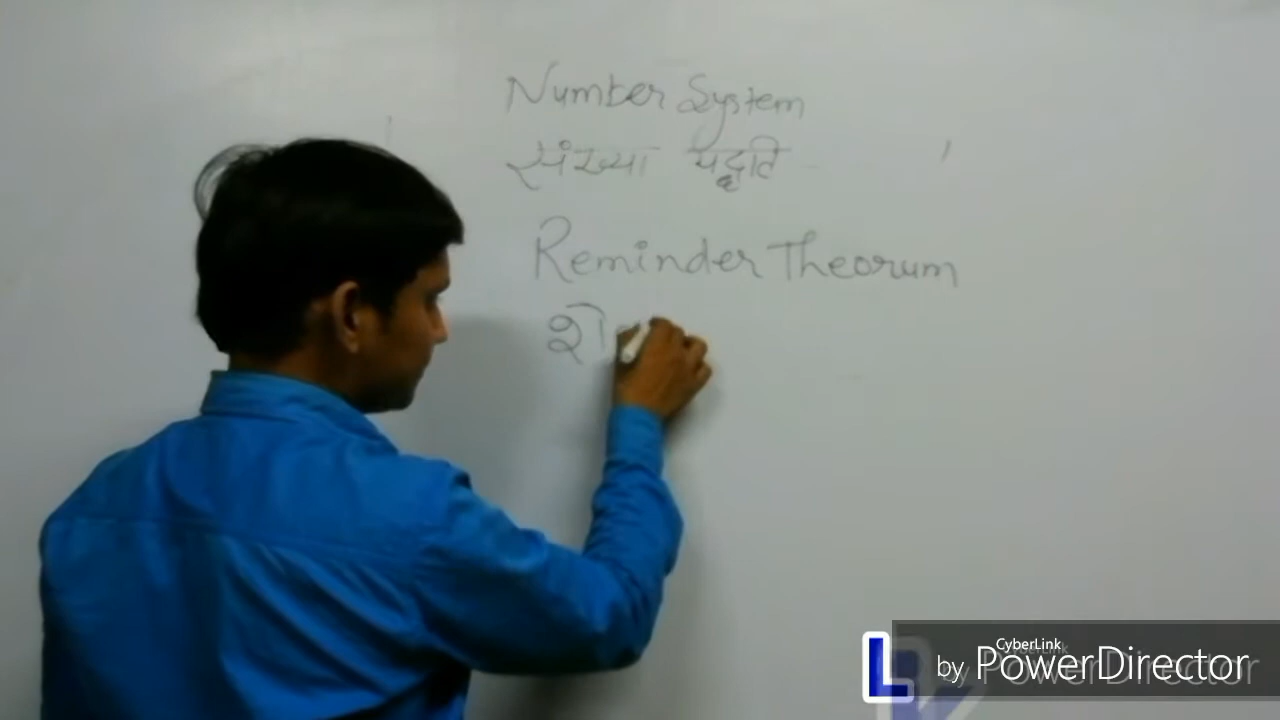 Number System
संख्या पद्धति
Reminder Theorum
CyberLink
by PowerDirector